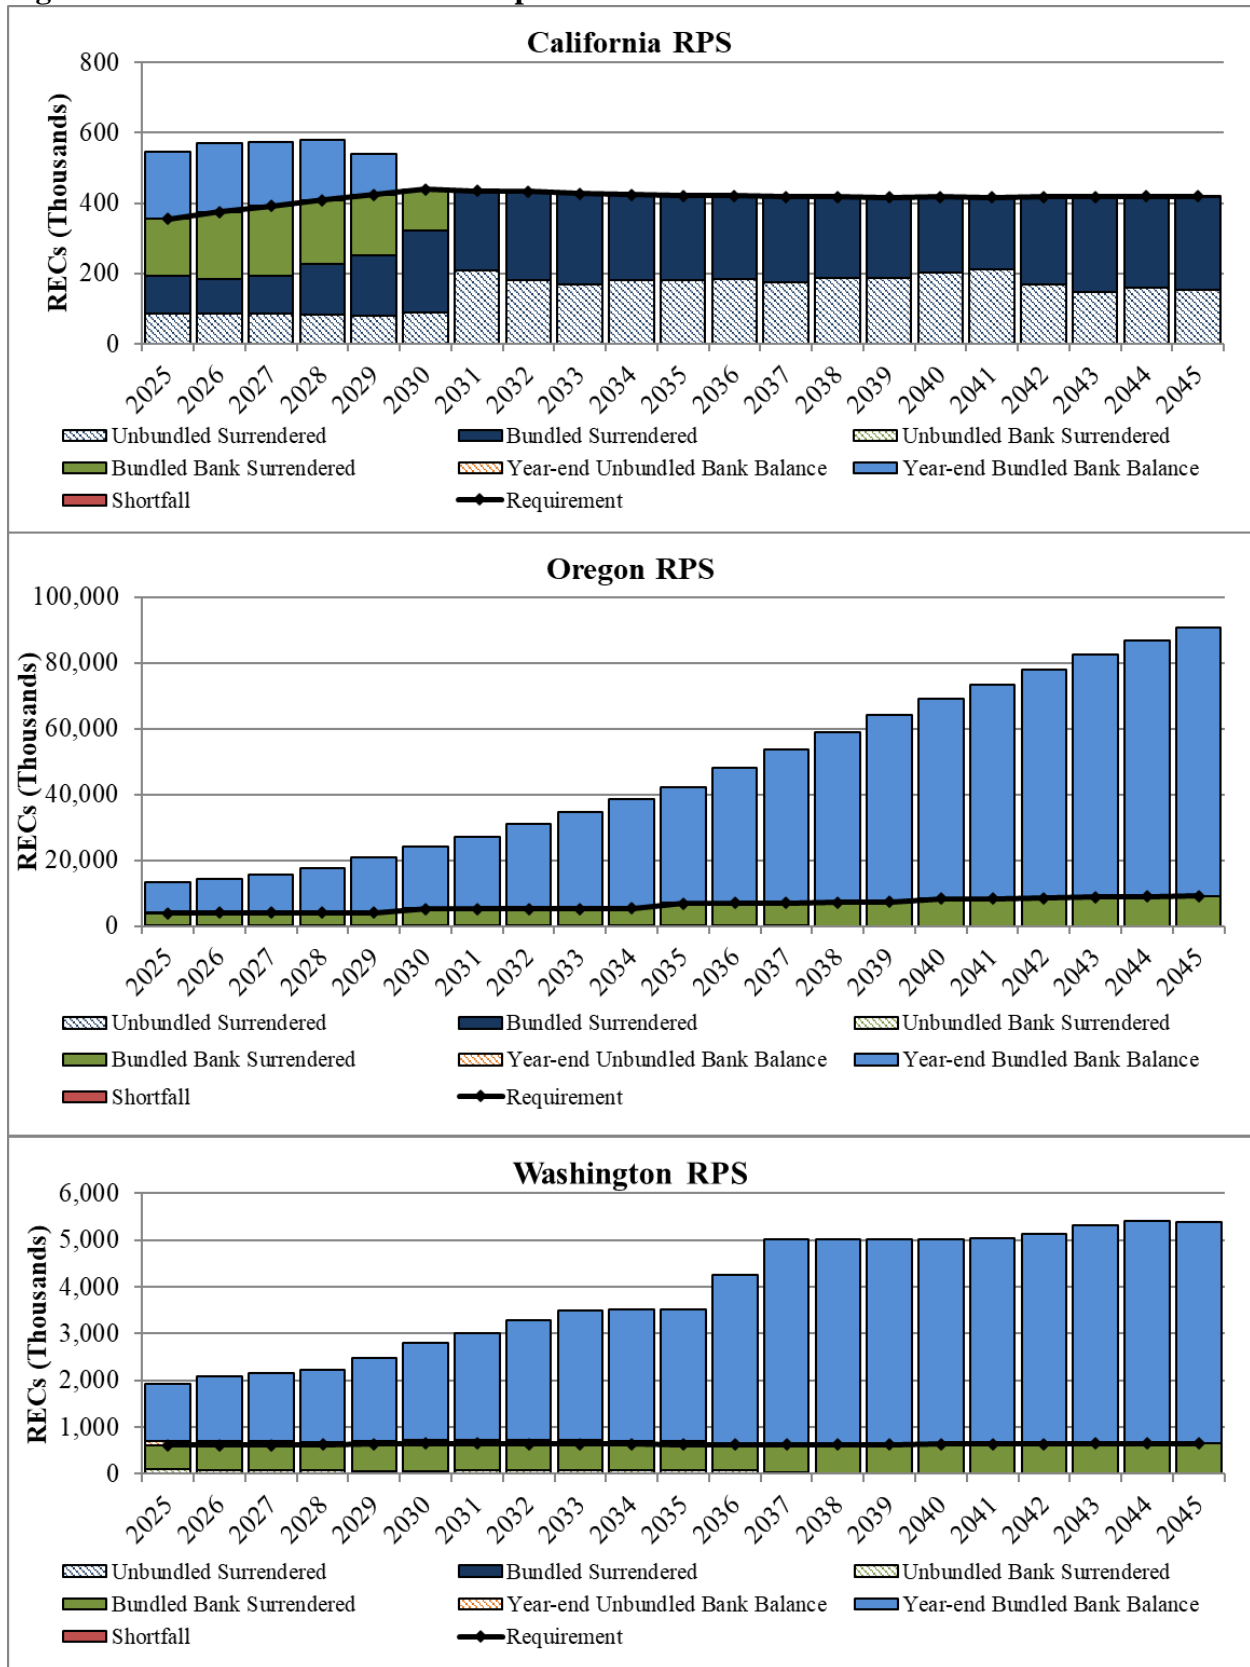 California RPS
RECs (Thousands)
800
600
400
200
0
2025 2026 2027 2028 2029 2030 2031 2032 2033 2034 2035 2036 2037 2038 2039 2040 2041 2042 2043 2044 2045
Unbundled Surrendered Bundled Surrendered Unbundled Bank Surrendered
Bundled Bank Surrendered Year-end Unbundled Bank Balance Year-end Bundled Bank Balance
Shortfall Requirement
Oregon RPS
RECs (Thousands)
100,000
80,000
60,000
40,000
20,000
0
2025 2026 2027 2028 2029 2030 2031 2032 2033 2034 2035 2036 2037 2038 2039 2040 2041 2042 2043 2044 2045
Unbundled Surrendered Bundled Surrendered Unbundled Bank Surrendered
Bundled Bank Surrendered Year-end Unbundled Bank Balance Year-end Bundled Bank Balance
Shortfall Requirement
Washington RPS
RECs (Thousands)
6,000
5,000
4,000
3,000
2,000
1,000
0
2025 2026 2027 2028 2029 2030 2031 2032 2033 2034 2035 2036 2037 2038 2039 2040 2041 2042 2043 2044 2045
Unbundled Surrendered Bundled Surrendered Unbundled Bank Surrendered
Bundled Bank Surrendered Year-end Unbundled Bank Balance Year-end Bundled Bank Balance
Shortfall Requirement